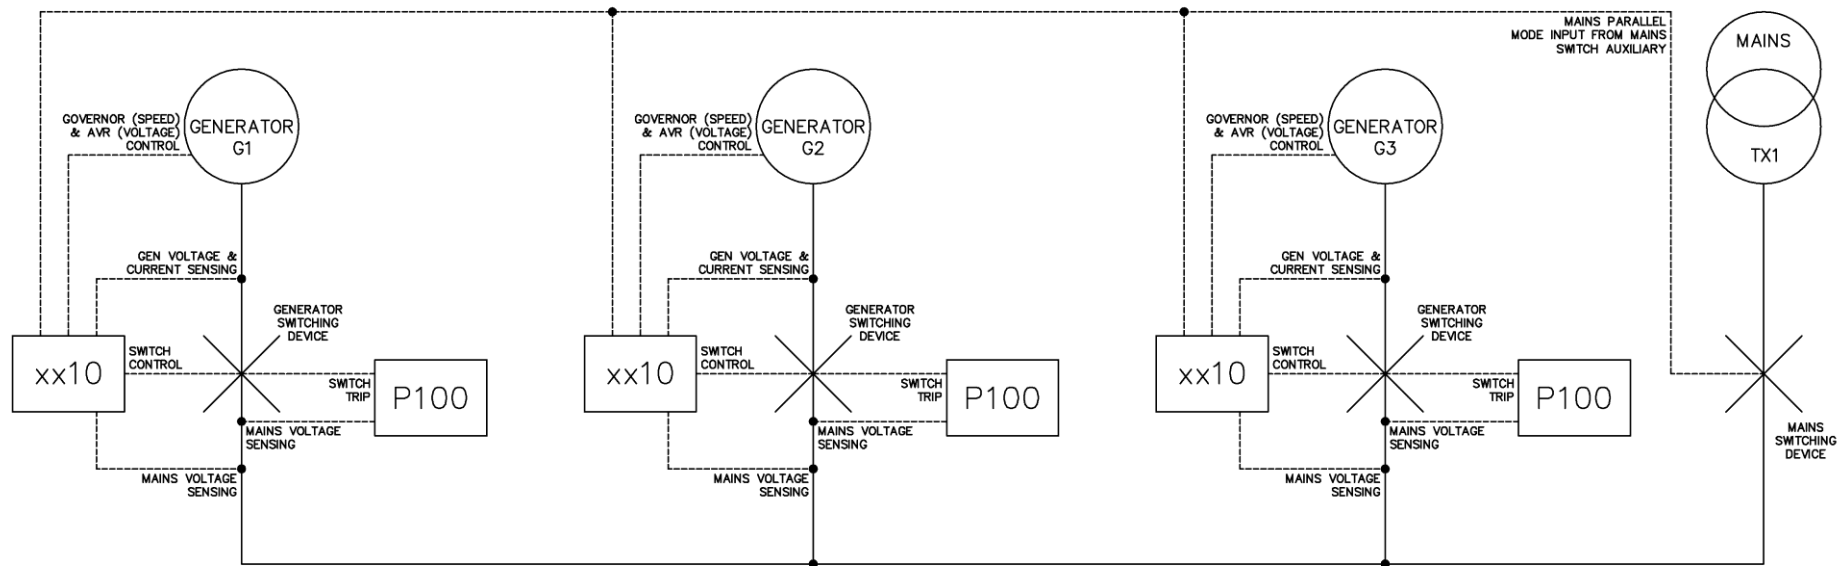 MAINS PARALLEL
MODE INPUT FROM MAINS
SWITCH AUXILIARY
MAINS
TX1
GOVERNOR (SPEED)
& AVR (VOLTAGE)
CONTROL
GENERATOR
G1
GOVERNOR (SPEED)
& AVR (VOLTAGE)
CONTROL
GENERATOR
G2
GOVERNOR (SPEED)
& AVR (VOLTAGE)
CONTROL
GENERATOR
G3
GEN VOLTAGE &
CURRENT SENSING
GENERATOR
SWITCHING
DEVICE
xx10
SWITCH
CONTROL
SWITCH
TRIP
P100
MAINS VOLTAGE
SENSING
MAINS VOLTAGE
SENSING
GEN VOLTAGE &
CURRENT SENSING
GENERATOR
SWITCHING
DEVICE
xx10
SWITCH
CONTROL
SWITCH
TRIP
P100
MAINS VOLTAGE
SENSING
MAINS VOLTAGE
SENSING
GEN VOLTAGE &
CURRENT SENSING
GENERATOR
SWITCHING
DEVICE
xx10
SWITCH
CONTROL
SWITCH
TRIP
P100
MAINS VOLTAGE
SENSING
MAINS VOLTAGE
SENSING
MAINS
SWITCHING
DEVICE